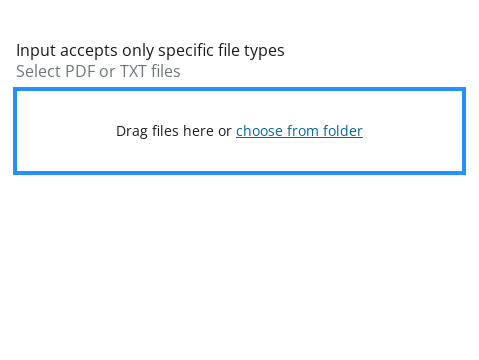 Input accepts only specific file types
Select PDF or TXT files
Drag files here or choose from folder